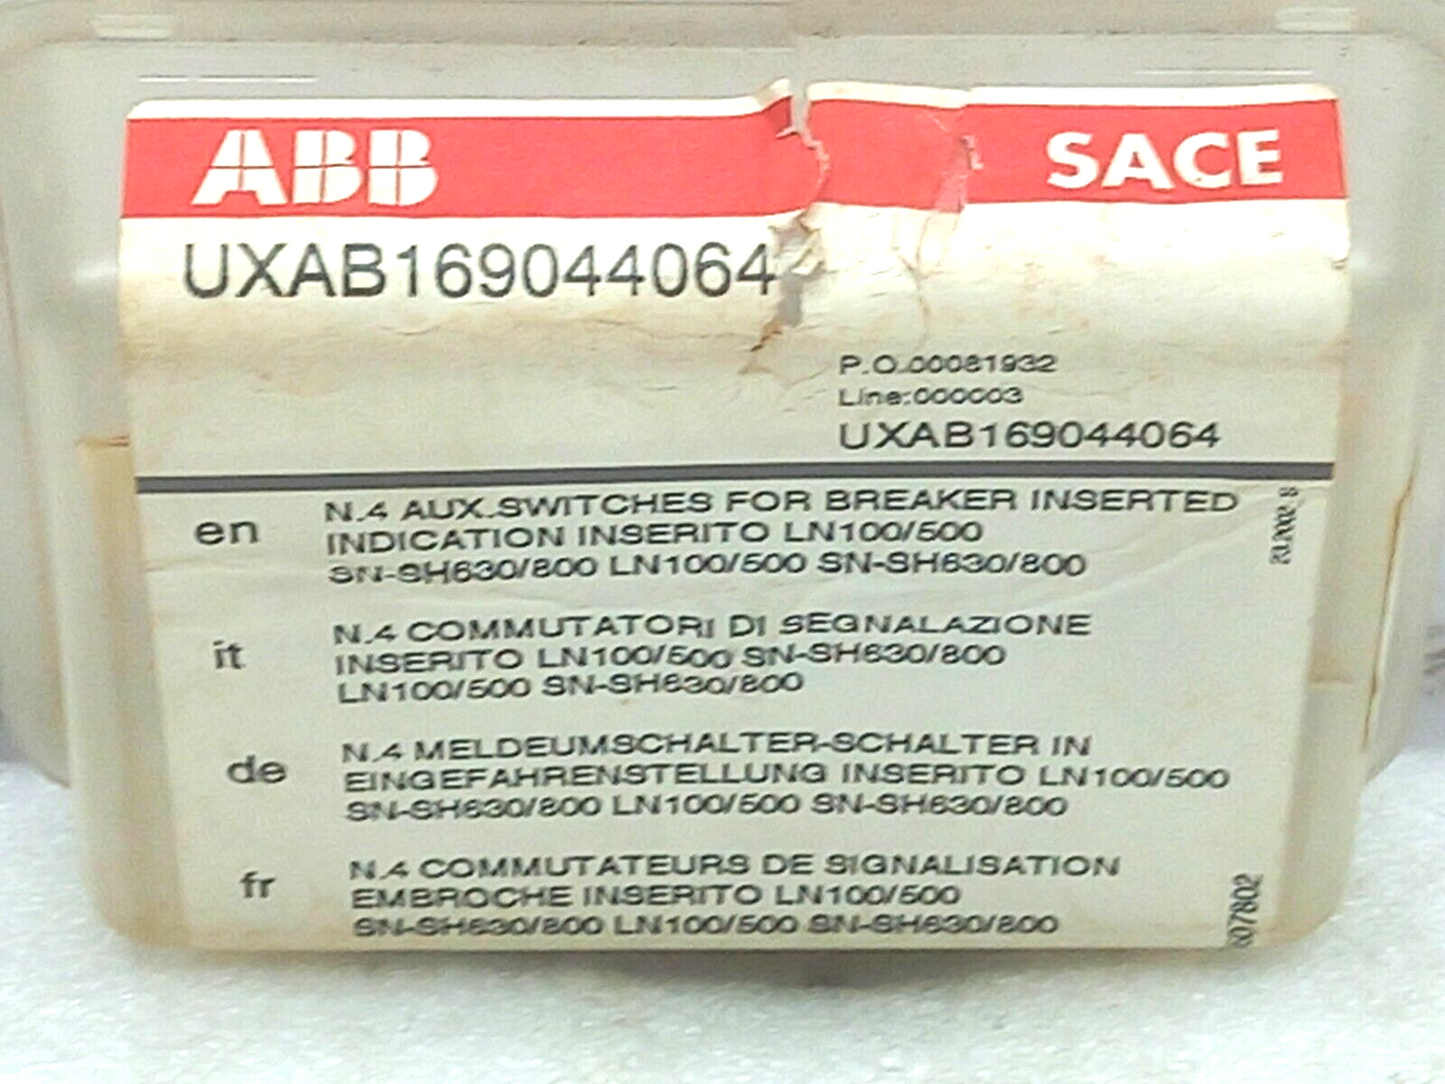 ABB SACE
UXAB169044064
P.O.00081932
Line:000003
UXAB169044064
en N.4 AUX.SWITCHES FOR BREAKER INSERTED
INDICATION INSERITO LN100/500
SN-SH630/800 LN100/500 SN-SH630/800
it N.4 COMMUTATORI DI SEGNALAZIONE
INSERITO LN100/500 SN-SH630/800
LN100/500 SN-SH630/800
de N.4 MELDEUMSCHALTER-SCHALTER IN
EINGEFAHRENSTELLUNG INSERITO LN100/500
SN-SH630/800 LN100/500 SN-SH630/800
fr N.4 COMMUTATEURS DE SIGNALISATION
EMBROCHE INSERITO LN100/500
SN-SH630/800 LN100/500 SN-SH630/800